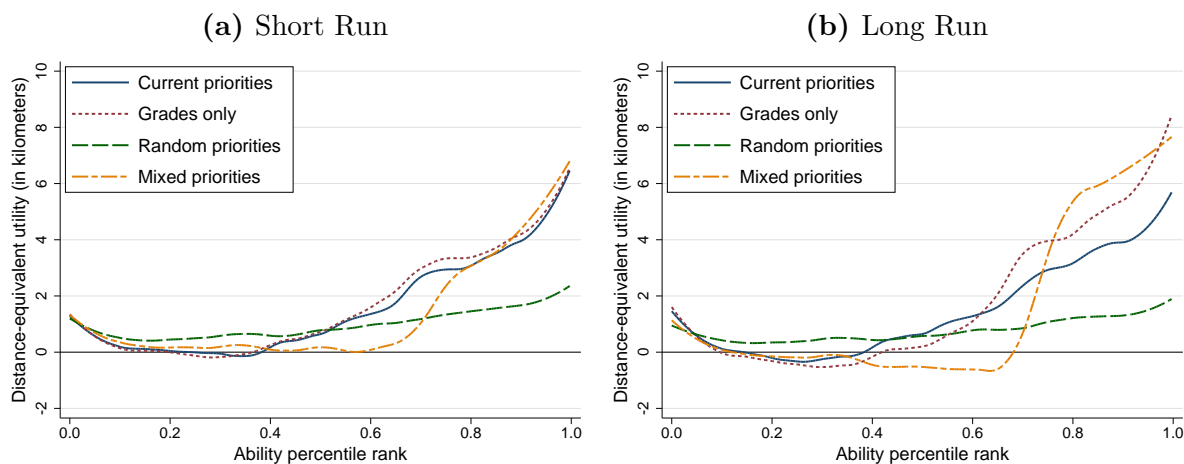 (a) Short Run
Distance-equivalent utility (in kilometers)
10
8
6
4
2
0
-2
Current priorities
Grades only
Random priorities
Mixed priorities
0.0 0.2 0.4 0.6 0.8 1.0
Ability percentile rank
(b) Long Run
Distance-equivalent utility (in kilometers)
10
8
6
4
2
0
-2
Current priorities
Grades only
Random priorities
Mixed priorities
0.0 0.2 0.4 0.6 0.8 1.0
Ability percentile rank